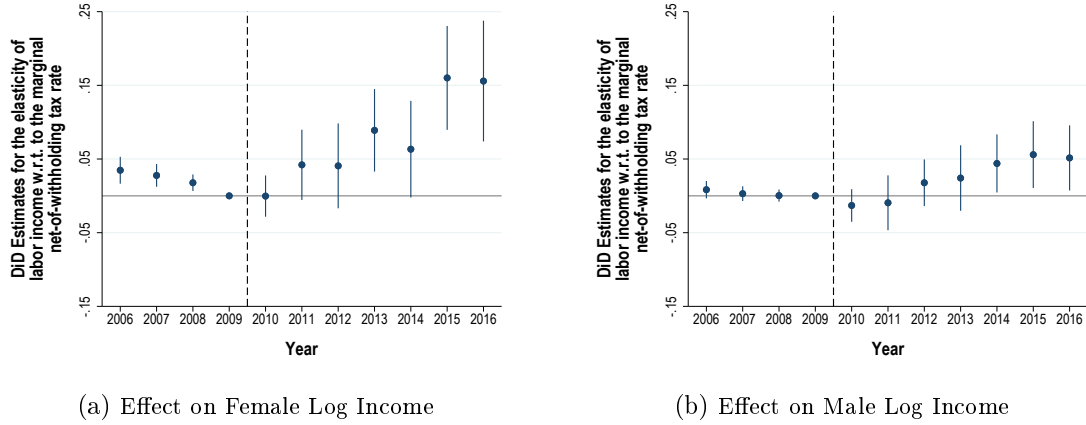 DiD Estimates for the elasticity of
labor income w.r.t. to the marginal
net-of-withholding tax rate
.25
.15
.05
-.05
-.15
2006 2007 2008 2009 2010 2011 2012 2013 2014 2015 2016
Year
(a) Effect on Female Log Income
DiD Estimates for the elasticity of
labor income w.r.t. to the marginal
net-of-withholding tax rate
.25
.15
.05
-.05
-.15
2006 2007 2008 2009 2010 2011 2012 2013 2014 2015 2016
Year
(b) Effect on Male Log Income